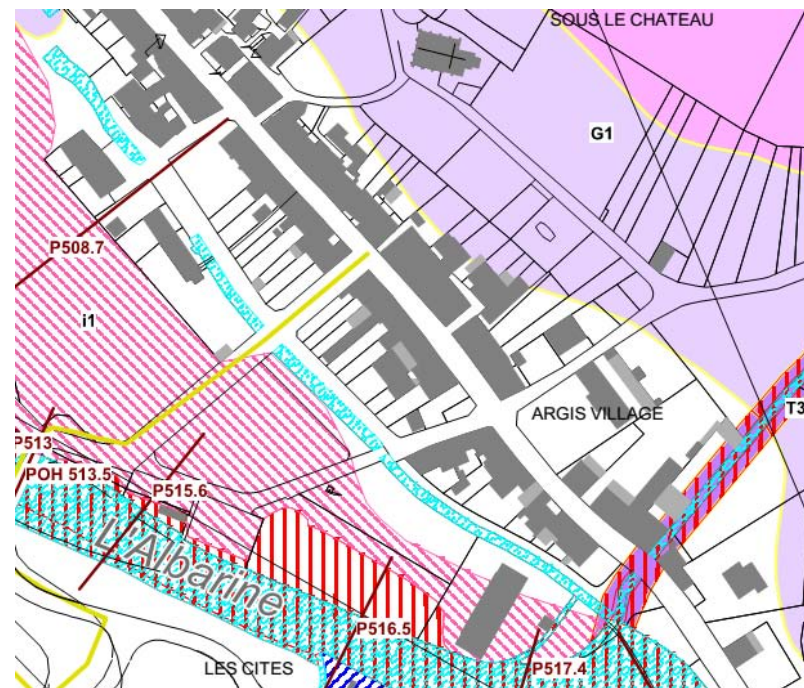 SOUS LE CHATEAU
G1
P508.7
i1
ARGIS VILLAGE
T3
P513
POH 513.5
P515.6
L'Albarine
P516.5
LES CITES
P517.4